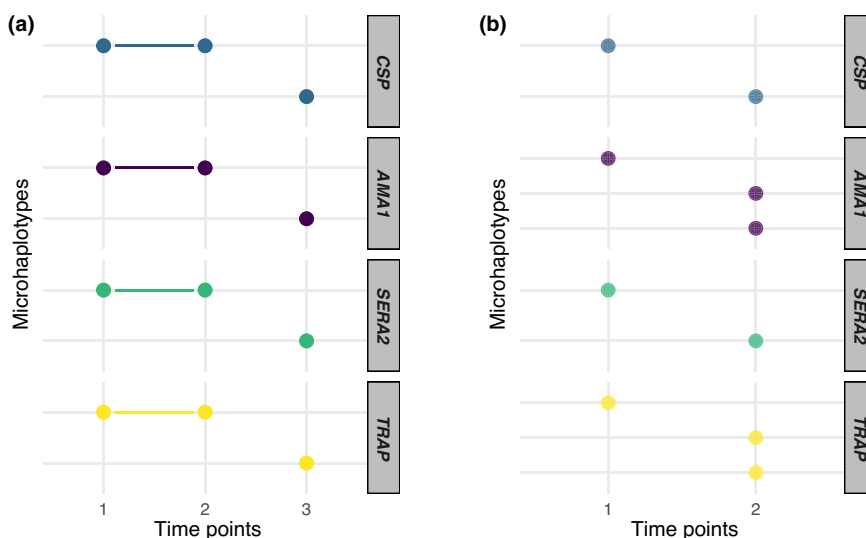 (a)
(b)
Microhaplotypes
CSP
AMA1
SERA2
TRAP
1 2 3
Time points
Microhaplotypes
CSP
AMA1
SERA2
TRAP
1 2
Time points